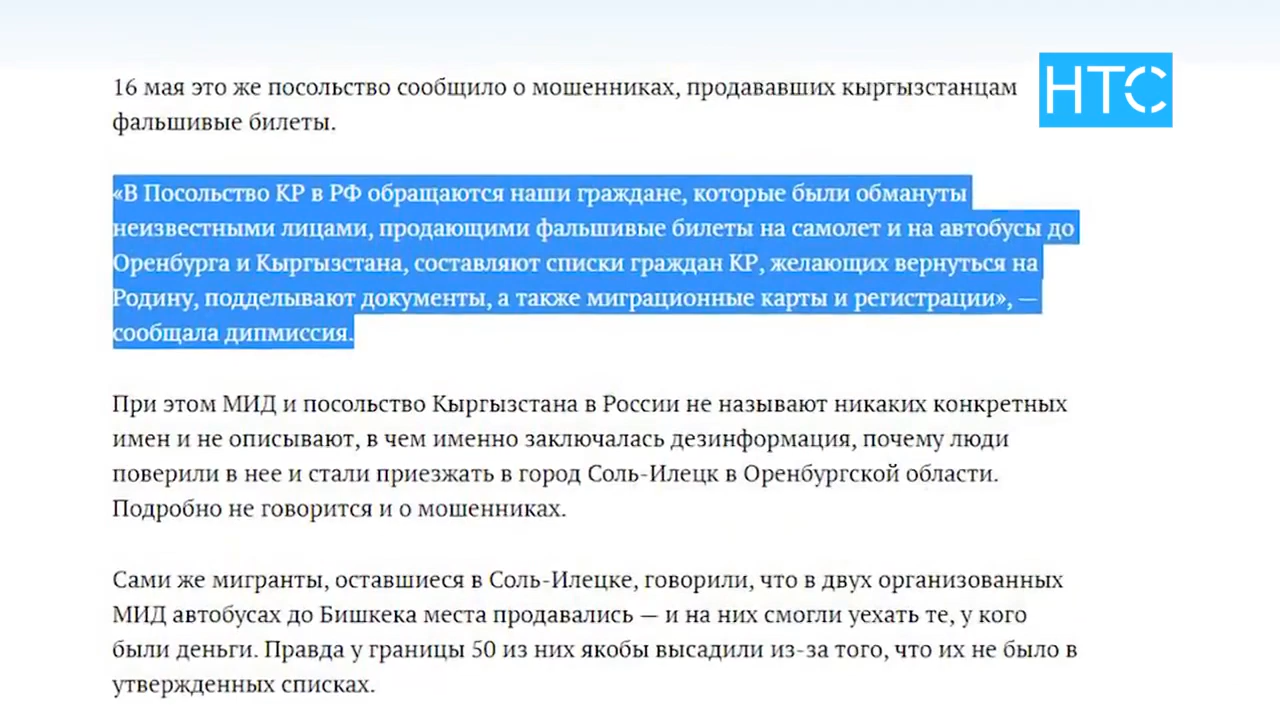 16 мая это же посольство сообщило о мошенниках, продававших кыргызстанцам
фальшивые билеты.
НТС
«В Посольство КР в РФ обращаются наши граждане, которые были обмануты
неизвестными лицами, продающими фальшивые билеты на самолет и на автобусы до
Оренбурга и Кыргызстана, составляют списки граждан КР, желающих вернуться на
Родину, подделывают документы, а также миграционные карты и регистрации», —
сообщала дипмиссия.
При этом МИД и посольство Кыргызстана в России не называют никаких конкретных
имен и не описывают, в чем именно заключалась дезинформация, почему люди
поверили в нее и стали приезжать в город Соль-Илецк в Оренбургской области.
Подробно не говорится и о мошенниках.
Сами же мигранты, оставшиеся в Соль-Илецке, говорили, что в двух организованных
МИД автобусах до Бишкека места продавались — и на них смогли уехать те, у кого
были деньги. Правда у границы 50 из них якобы высадили из-за того, что их не было в
утвержденных списках.